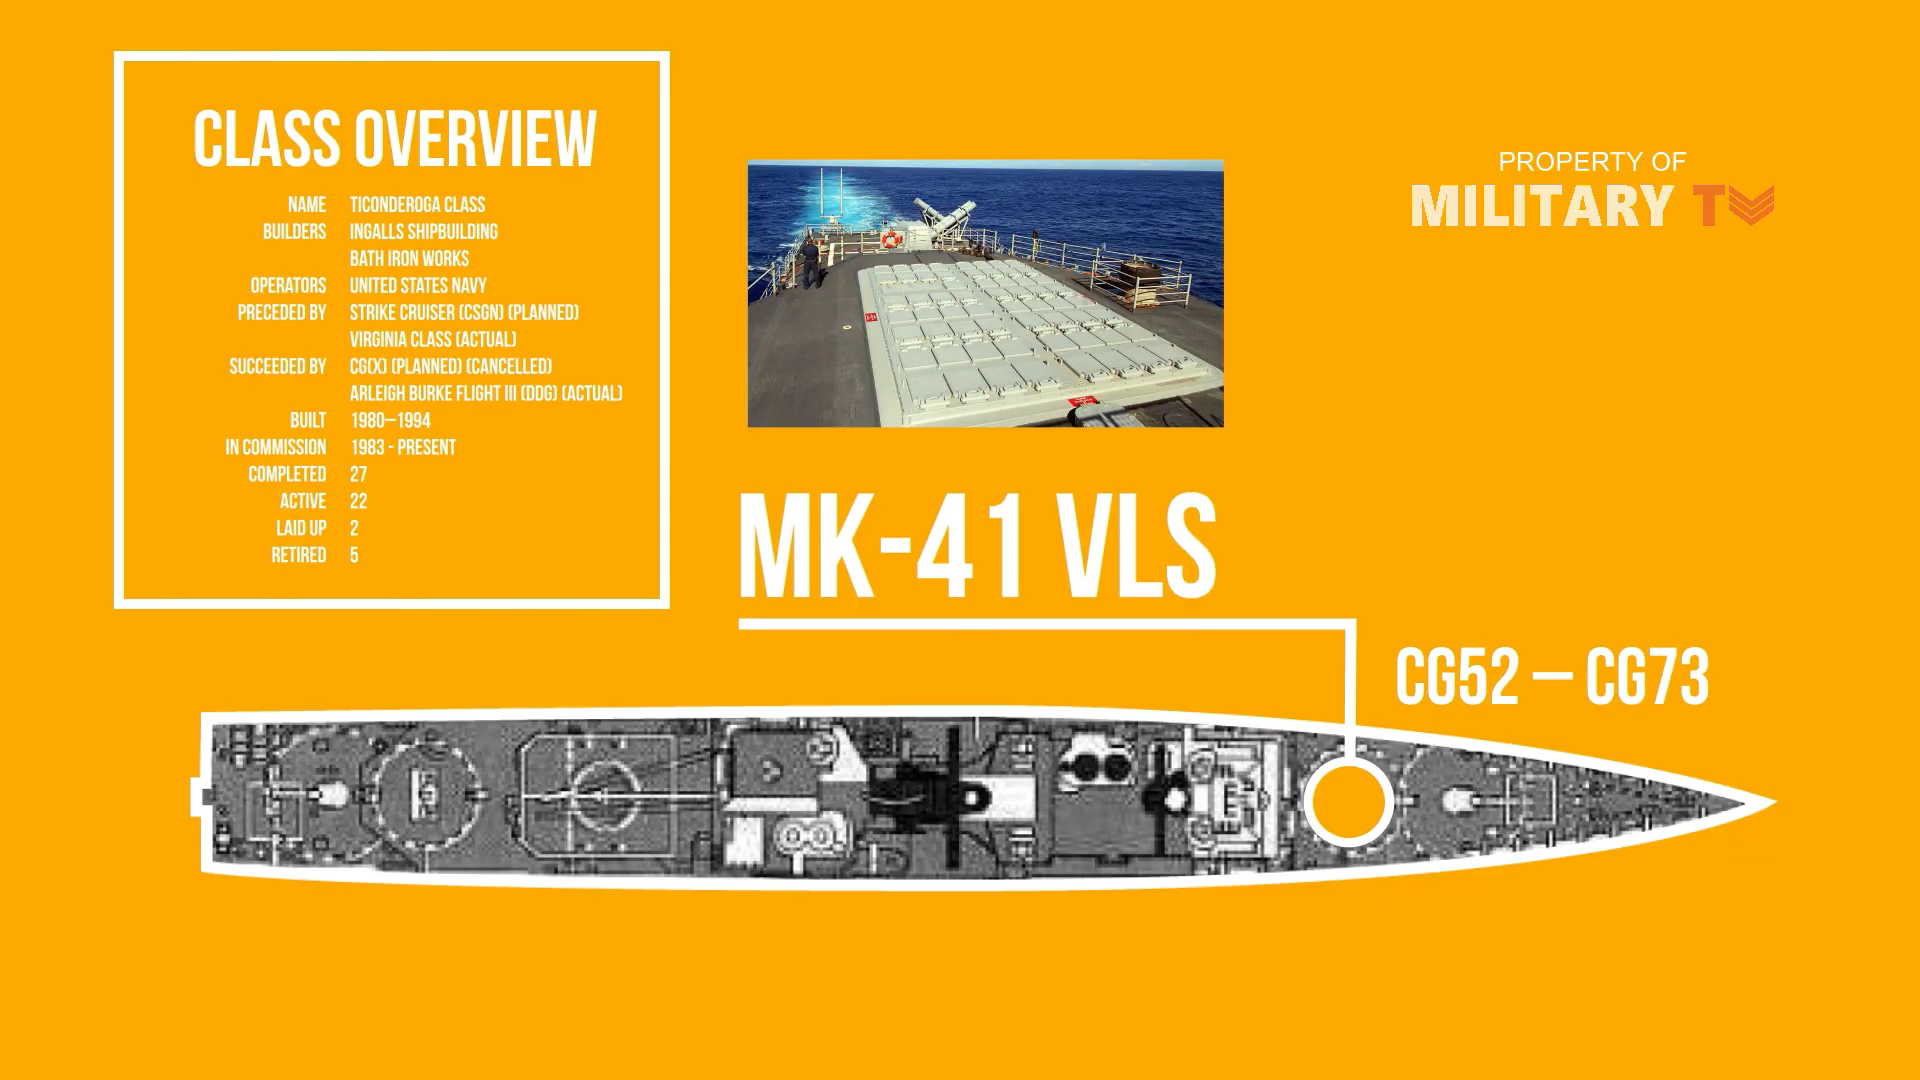 CLASS OVERVIEW
NAME TICONDEROGA CLASS
BUILDERS INGALLS SHIPBUILDING
BATH IRON WORKS
OPERATORS UNITED STATES NAVY
PRECEDED BY STRIKE CRUISER (CSGN) (PLANNED)
VIRGINIA CLASS (ACTUAL)
SUCCEEDED BY CG(X) (PLANNED) (CANCELLED)
ARLEIGH BURKE FLIGHT III (DDG) (ACTUAL)
BUILT 1980–1994
IN COMMISSION 1983 - PRESENT
COMPLETED 27
ACTIVE 22
LAID UP 2
RETIRED 5
PROPERTY OF
MILITARY TV
MK-41 VLS
CG52 – CG73